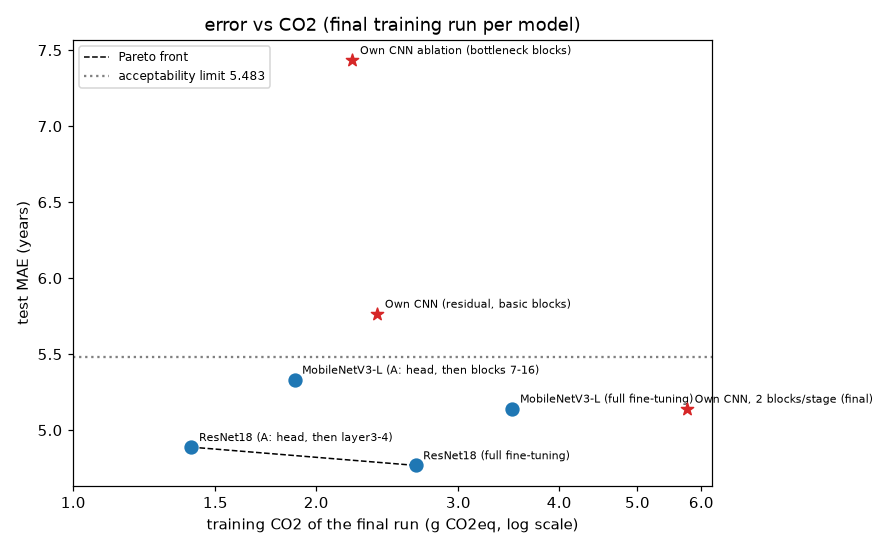 error vs CO2 (final training run per model)
Pareto front
acceptability limit 5.483
Own CNN ablation (bottleneck blocks)
7.5
7.0
6.5
6.0
5.5
5.0
test MAE (years)
Own CNN (residual, basic blocks)
MobileNetV3-L (A: head, then blocks 7-16)
MobileNetV3-L (full fine-tuning)
Own CNN, 2 blocks/stage (final)
ResNet18 (A: head, then layer3-4)
ResNet18 (full fine-tuning)
1.0 1.5 2.0 3.0 4.0 5.0 6.0
training CO2 of the final run (g CO2eq, log scale)